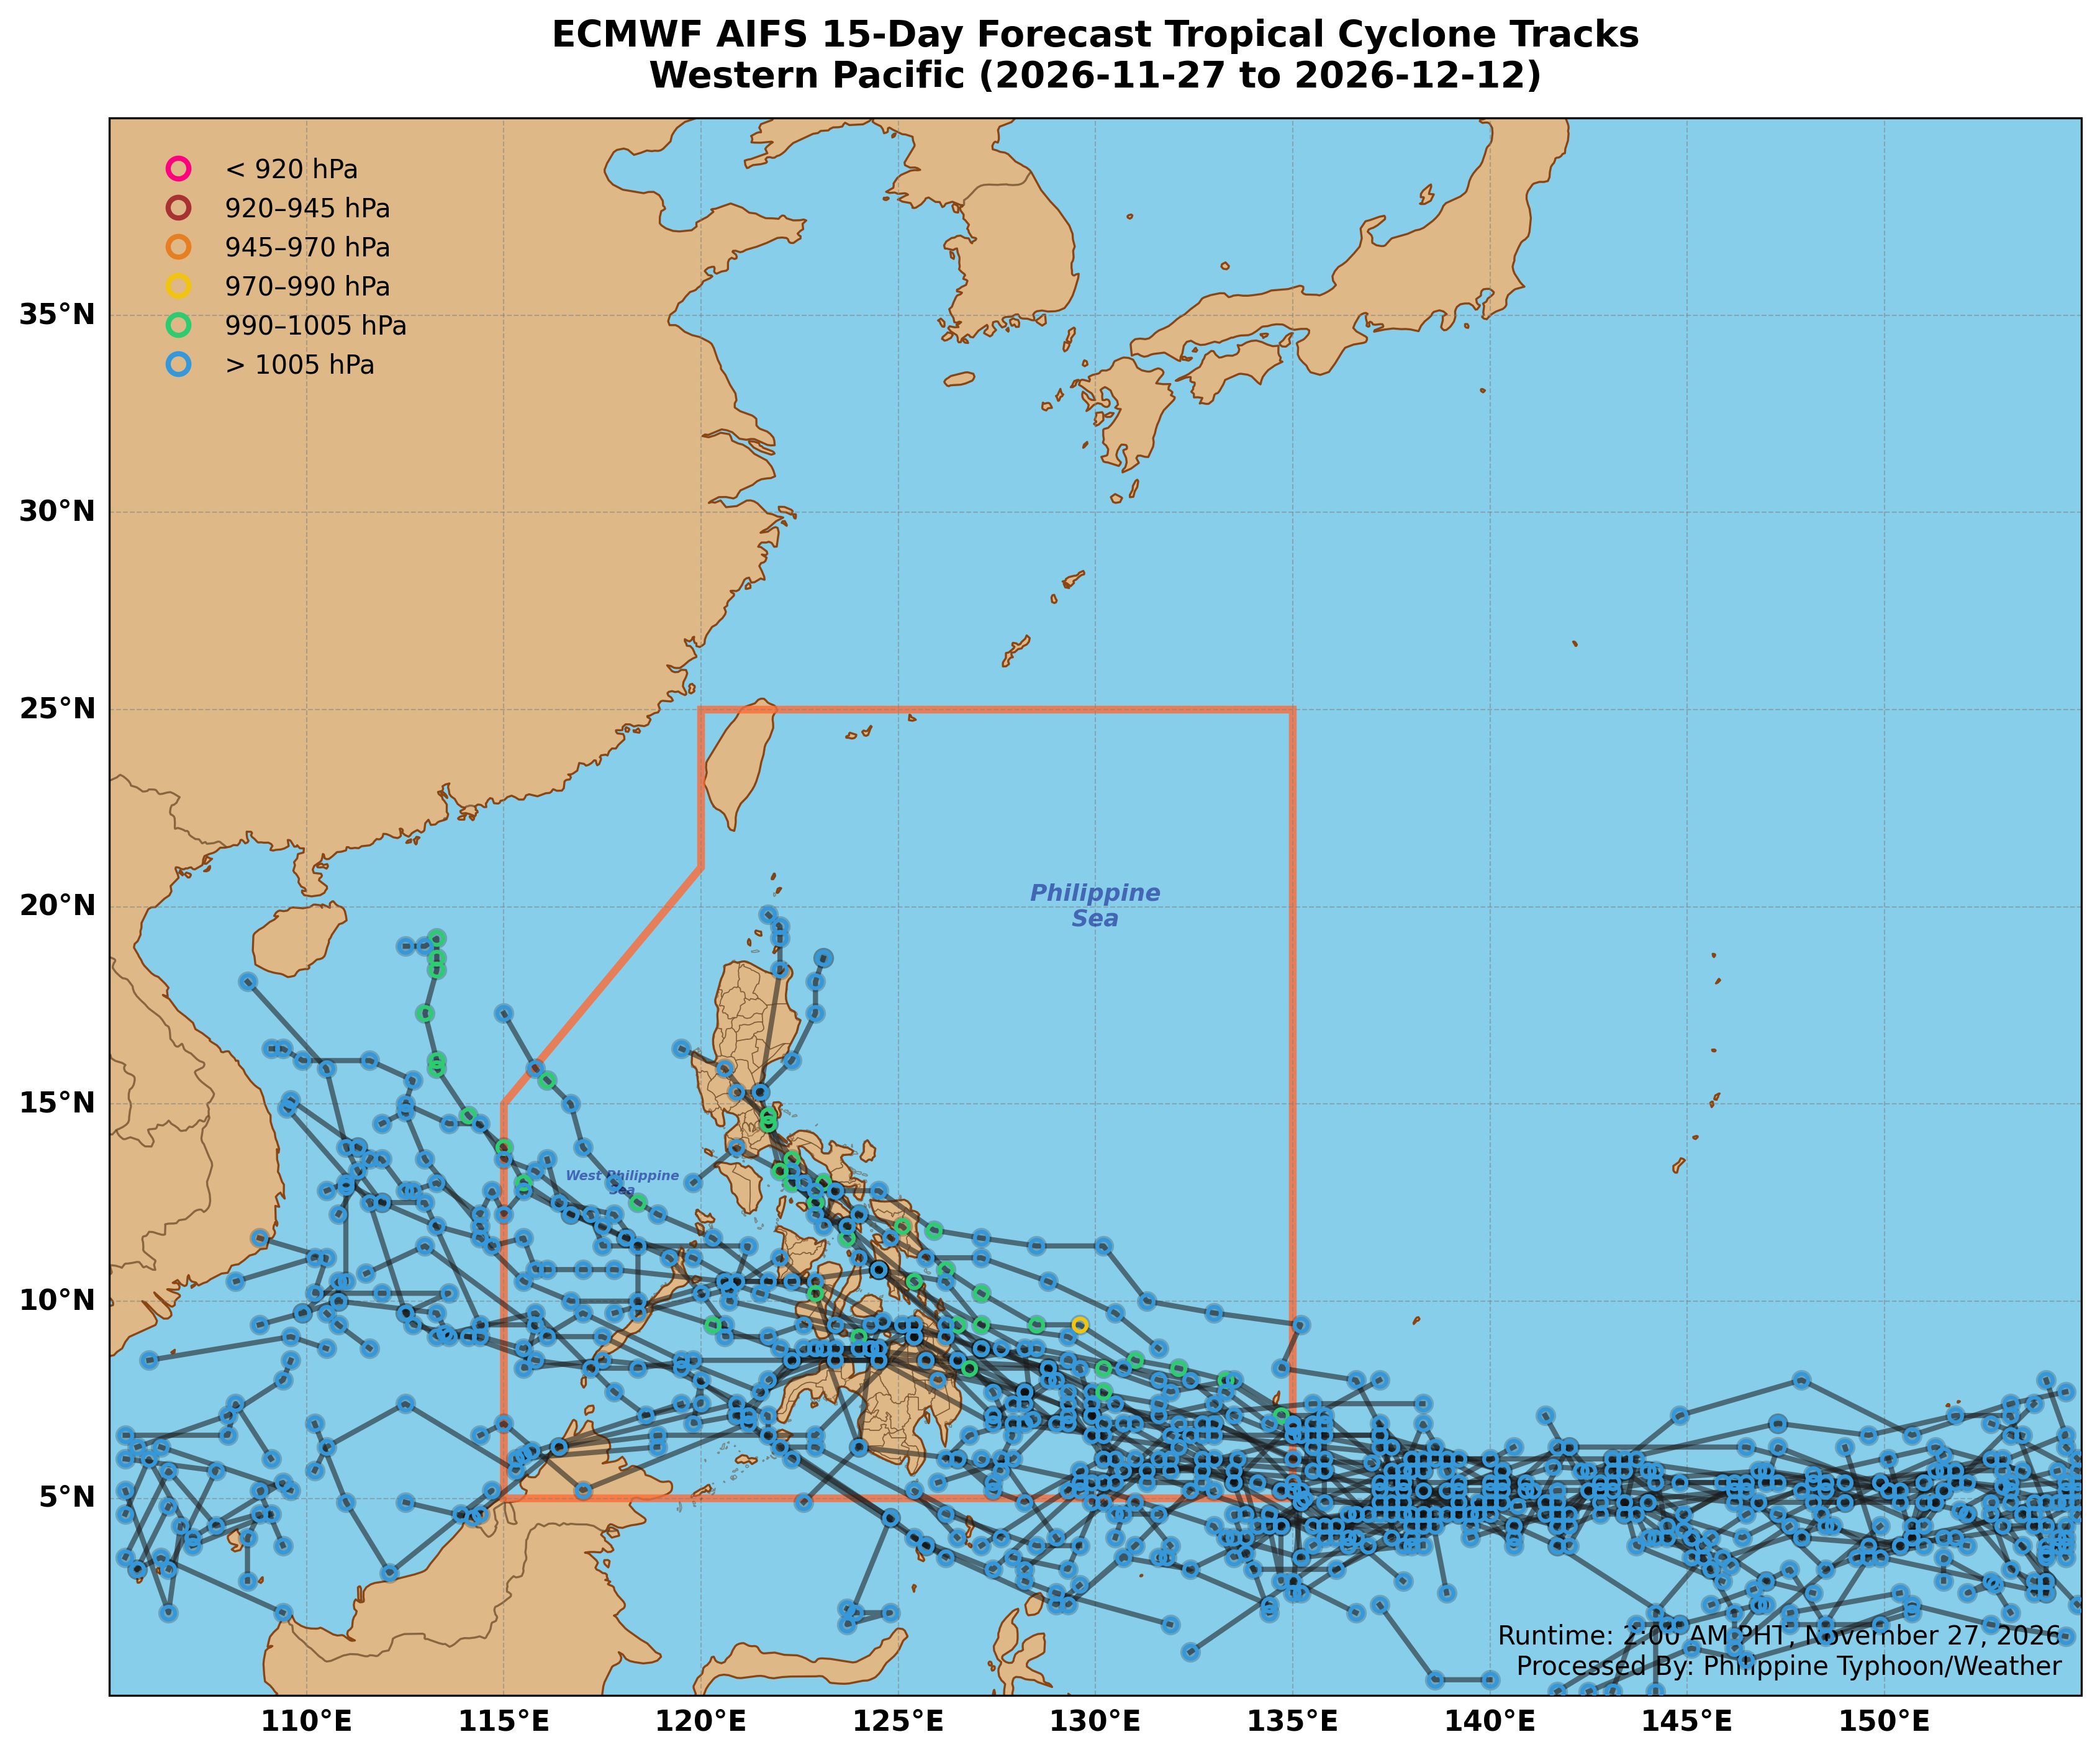 ECMWF AIFS 15-Day Forecast Tropical Cyclone Tracks
Western Pacific (2026-11-27 to 2026-12-12)
< 920 hPa
920–945 hPa
945–970 hPa
970–990 hPa
990–1005 hPa
> 1005 hPa
35°N
30°N
25°N
20°N
15°N
10°N
5°N
Philippine
Sea
West Philippine
Sea
Runtime: 2:00 AM PHT, November 27, 2026
Processed By: Philippine Typhoon/Weather
110°E
115°E
120°E
125°E
130°E
135°E
140°E
145°E
150°E